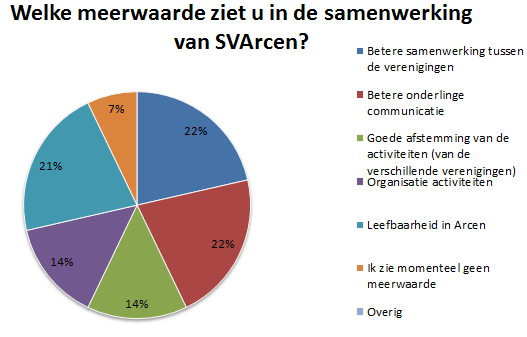 Welke meerwaarde ziet u in de samenwerking
van SVArcen?
Betere samenwerking tussen
de verenigingen
Betere onderlinge
communicatie
Goede afstemming van de
activiteiten (van de
verschillende verenigingen)
Organisatie activiteiten
Leefbaarheid in Arcen
Ik zie momenteel geen
meerwaarde
Overig
7%
22%
21%
22%
14%
14%